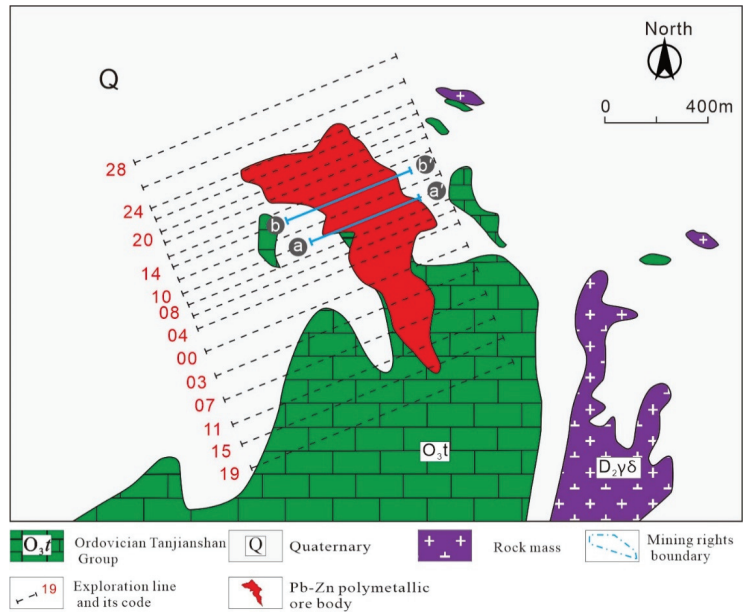 North
0 400m
Q
28
24
20
14
10
08
04
00
03
07
11
15
19
b'
a'
b
a
O₃t
D₂γδ
O₃t Ordovician Tanjianshan Group
Q Quaternary
Rock mass
Mining rights boundary
19 Exploration line and its code
Pb-Zn polymetallic ore body